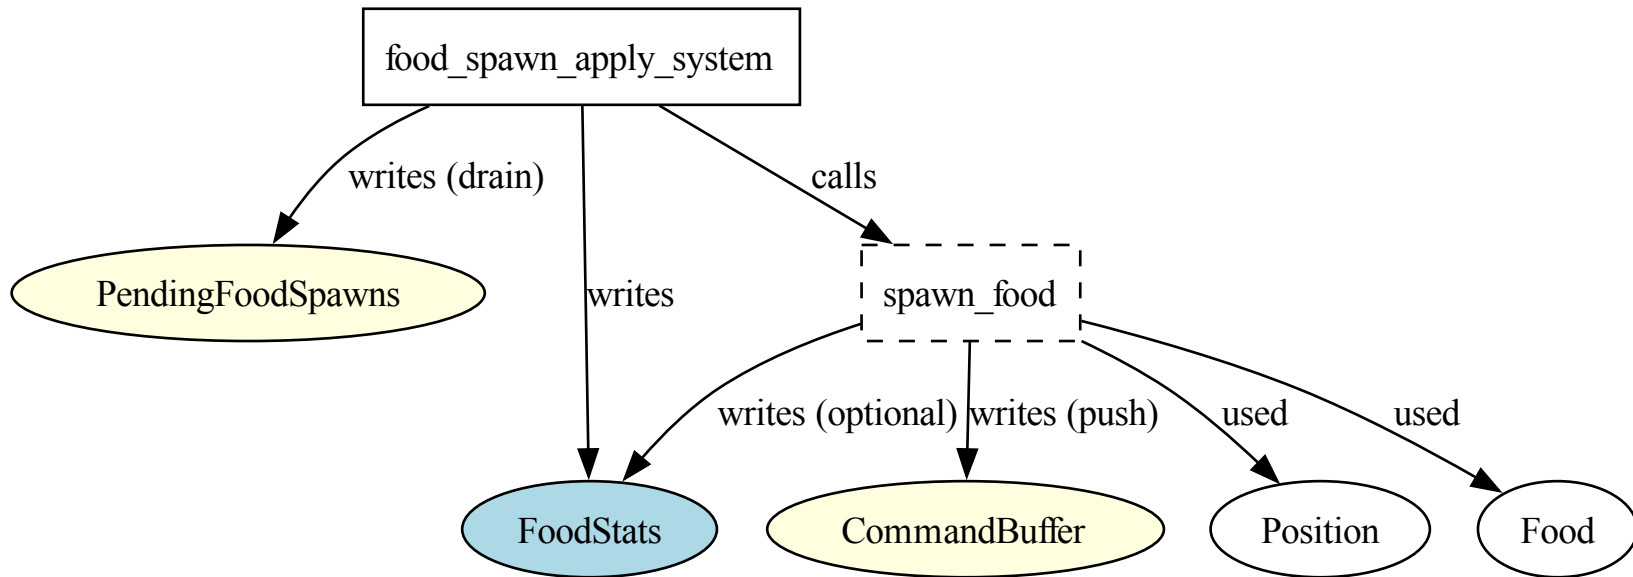 food_spawn_apply_system
writes (drain)
calls
PendingFoodSpawns
writes
spawn_food
writes (optional)
writes (push)
used
used
FoodStats
CommandBuffer
Position
Food